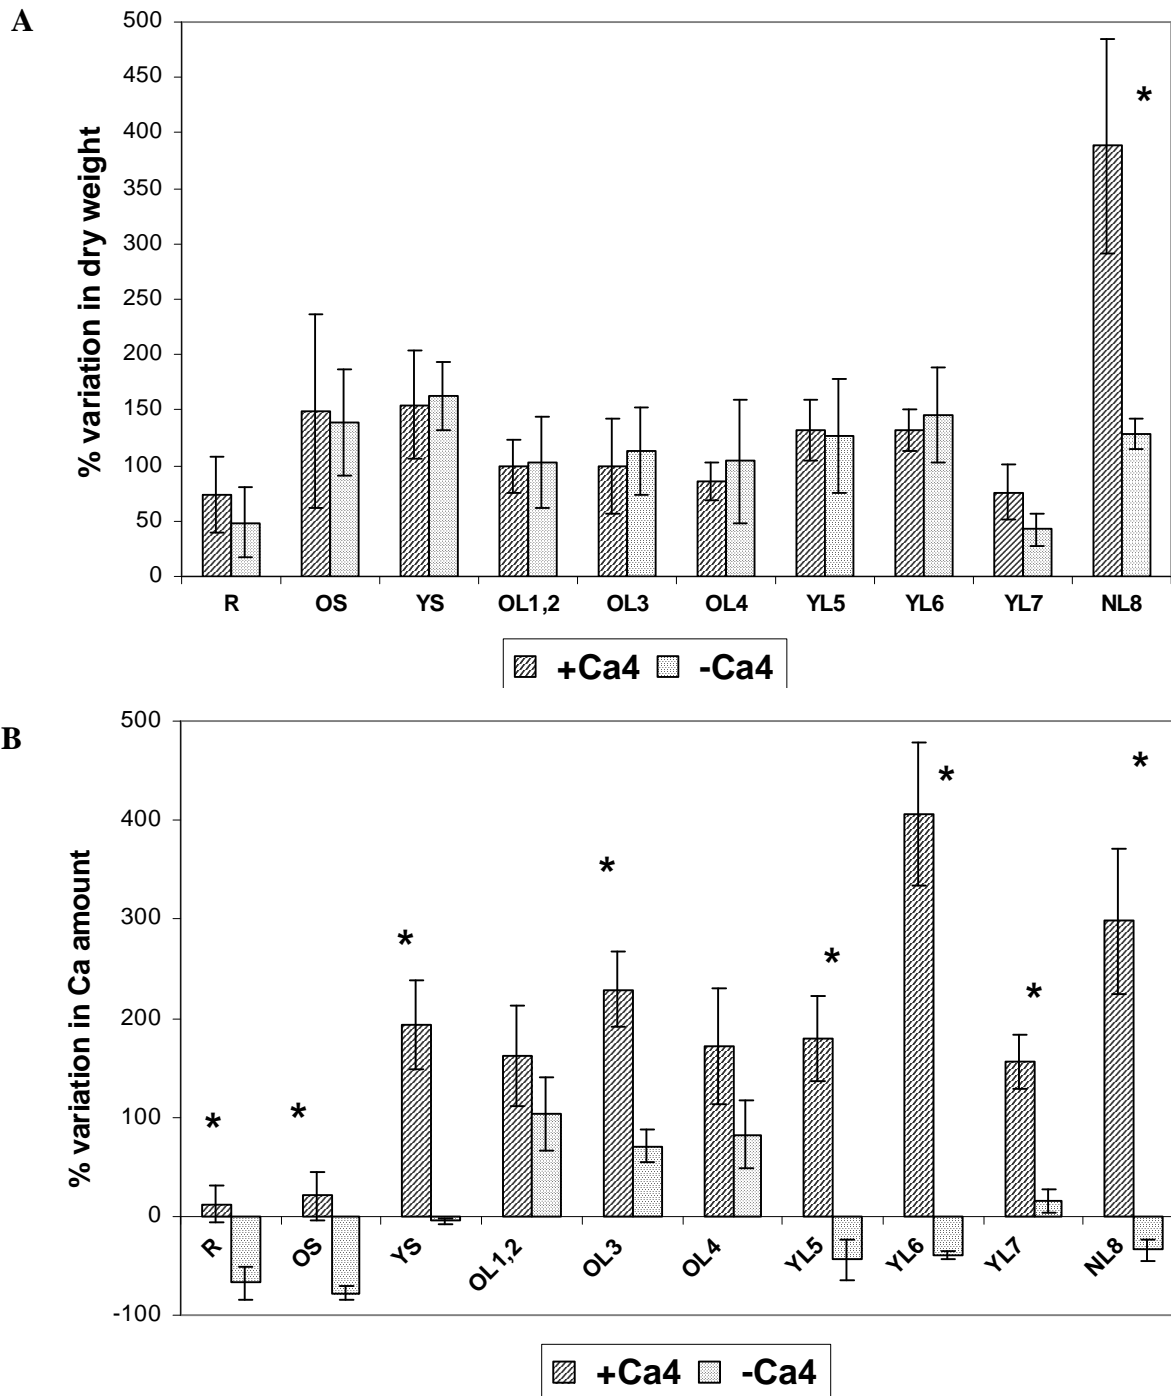 A
% variation in dry weight
500
450
400
350
300
250
200
150
100
50
0
*
R OS YS OL1,2 OL3 OL4 YL5 YL6 YL7 NL8
+Ca4 -Ca4
B
% variation in Ca amount
500
400
300
200
100
0
-100
* * * * * * * *
R OS YS OL1,2 OL3 OL4 YL5 YL6 YL7 NL8
+Ca4 -Ca4